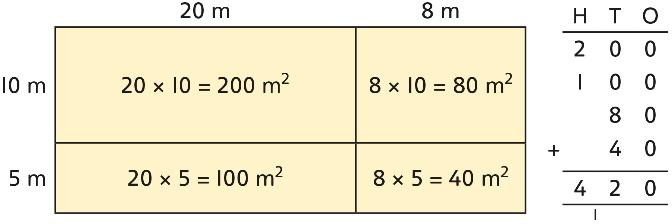 20 m 8 m
10 m 20 × 10 = 200 m² 8 × 10 = 80 m²
5 m 20 × 5 = 100 m² 8 × 5 = 40 m²
H T O
2 0 0
1 0 0
8 0
+ 4 0
4 2 0
1